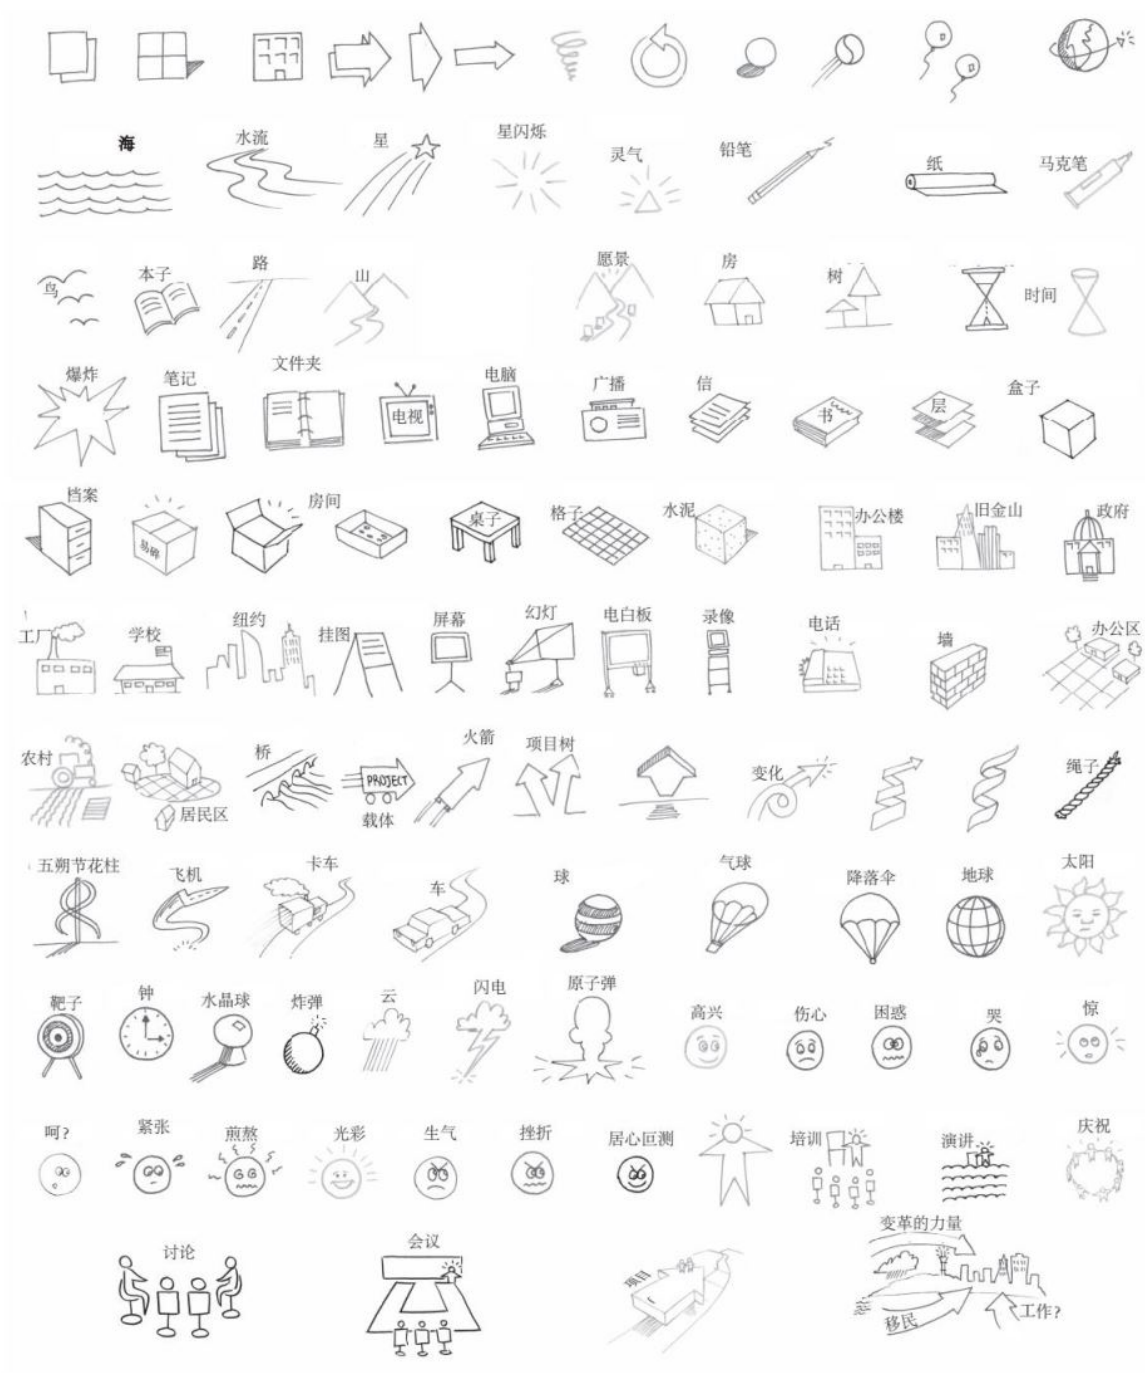 海
水流
星
星闪烁
灵气
铅笔
纸
马克笔
鸟
本子
路
山
愿景
房
树
时间
爆炸
笔记
文件夹
电视
电脑
广播
信
书
层
盒子
档案
易碎
房间
桌子
格子
水泥
办公楼
旧金山
政府
工厂
学校
纽约
挂图
屏幕
幻灯
电白板
录像
电话
墙
办公区
农村
居民区
桥
PROJECT
载体
火箭
项目树
变化
绳子
五朔节花柱
飞机
卡车
车
球
气球
降落伞
地球
太阳
靶子
钟
水晶球
炸弹
云
闪电
原子弹
高兴
伤心
困惑
哭
惊
呵?
紧张
煎熬
光彩
生气
挫折
居心叵测
培训
演讲
庆祝
讨论
会议
项目
变革的力量
移民
工作?